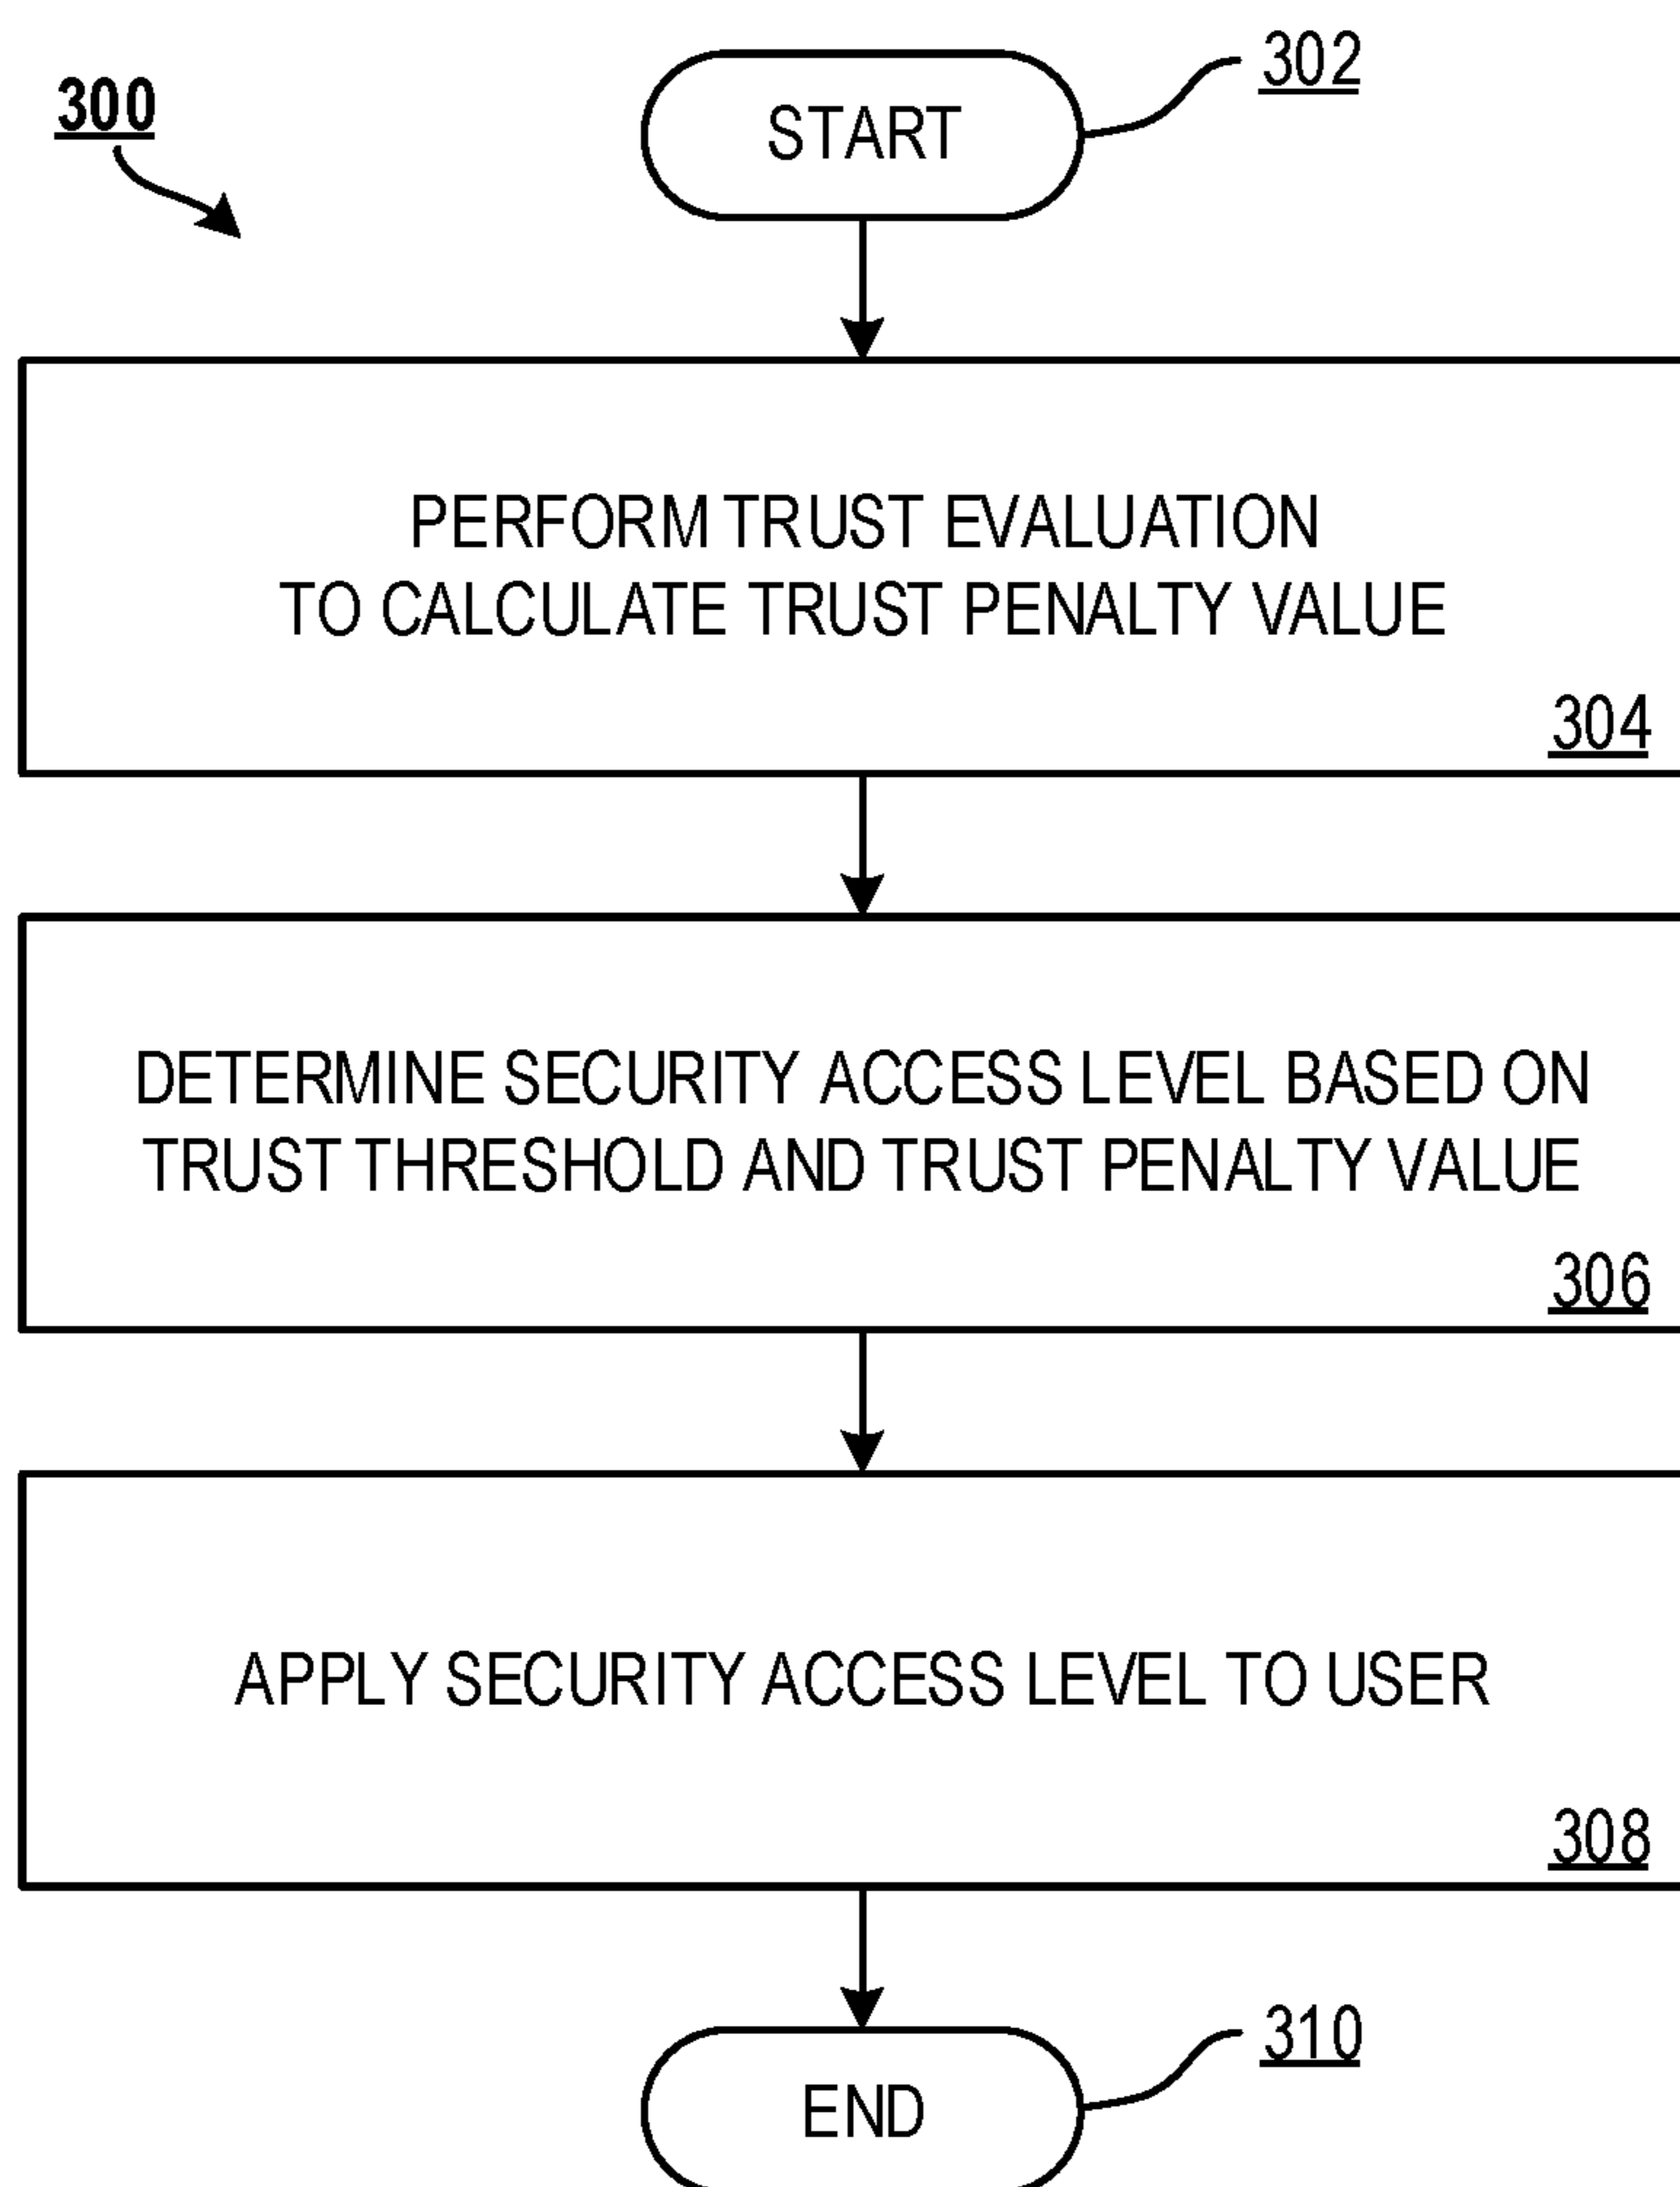 300
302
START
PERFORM TRUST EVALUATION
TO CALCULATE TRUST PENALTY VALUE
304
DETERMINE SECURITY ACCESS LEVEL BASED ON
TRUST THRESHOLD AND TRUST PENALTY VALUE
306
APPLY SECURITY ACCESS LEVEL TO USER
308
310
END